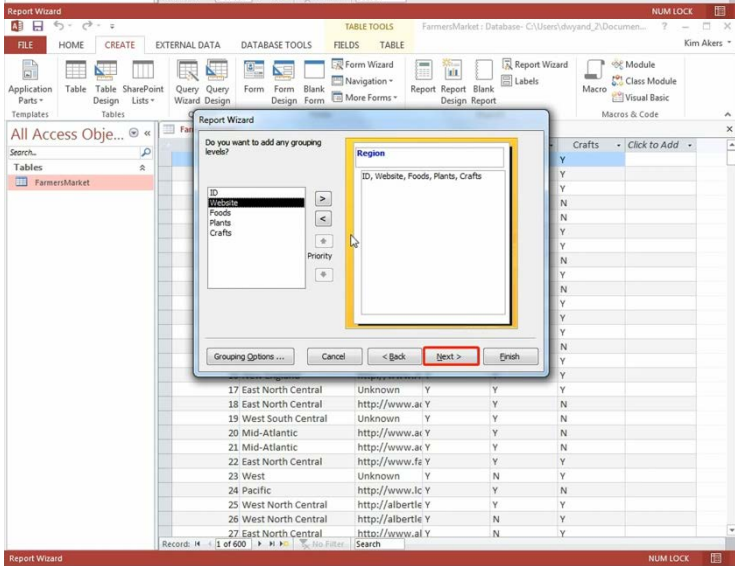 Report Wizard NUM LOCK
TABLE TOOLS FarmersMarket : Database- C:\Users\dwyand_2\Documen... ? – □ ×
FILE HOME CREATE EXTERNAL DATA DATABASE TOOLS FIELDS TABLE Kim Akers
Application Parts Table Table Design SharePoint Lists Query Wizard Query Design Form Form Design Blank Form Form Wizard Navigation More Forms Report Report Design Blank Report Report Wizard Labels Macro Module Class Module Visual Basic
Templates Tables Macros & Code
All Access Obje... «
Search...
Tables
FarmersMarket
Crafts Click to Add
Y
Y
Y
N
N
Y
Y
N
Y
N
Y
Y
Y
N
Y
Y
Report Wizard
Do you want to add any grouping levels?
ID
Website
Foods
Plants
Crafts
>
<
Priority
Region
ID, Website, Foods, Plants, Crafts
Grouping Options ... Cancel < Back Next > Finish
17 East North Central Unknown Y Y Y
18 East North Central http://www.ac Y Y N
19 West South Central Unknown Y Y N
20 Mid-Atlantic http://www.ac Y Y N
21 Mid-Atlantic http://www.ac Y Y N
22 East North Central http://www.fa Y Y Y
23 West Unknown Y N Y
24 Pacific http://www.lc Y Y N
25 West North Central http://albertle Y Y Y
26 West North Central http://albertle Y N Y
27 East North Central http://www.al Y N Y
Record: 1 of 600 No Filter Search
Report Wizard NUM LOCK